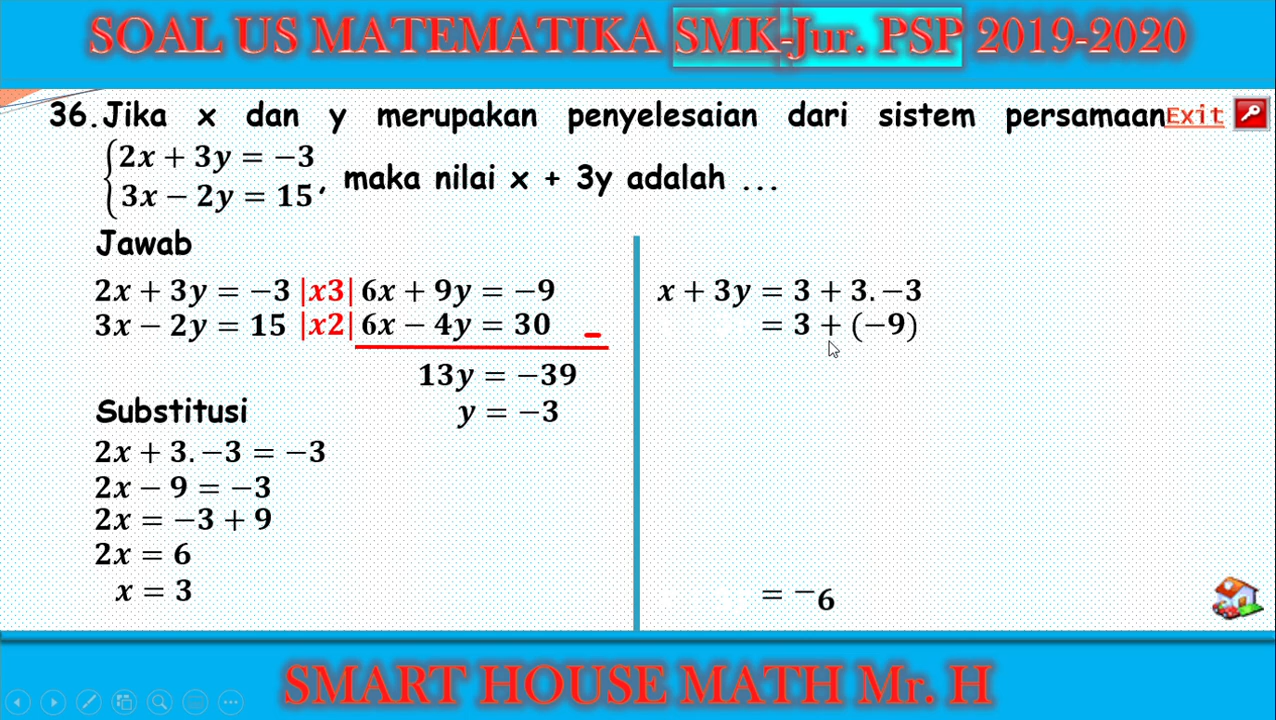 SOAL US MATEMATIKA SMK-Jur. PSP 2019-2020
36. Jika x dan y merupakan penyelesaian dari sistem persamaan Exit
2x + 3y = −3
3x − 2y = 15 , maka nilai x + 3y adalah ...
Jawab
2x + 3y = −3 |x3| 6x + 9y = −9
3x − 2y = 15 |x2| 6x − 4y = 30 −
13y = −39
y = −3
Substitusi
2x + 3. −3 = −3
2x − 9 = −3
2x = −3 + 9
2x = 6
x = 3
x + 3y = 3 + 3. −3
= 3 + (−9)
= −6
SMART HOUSE MATH Mr. H